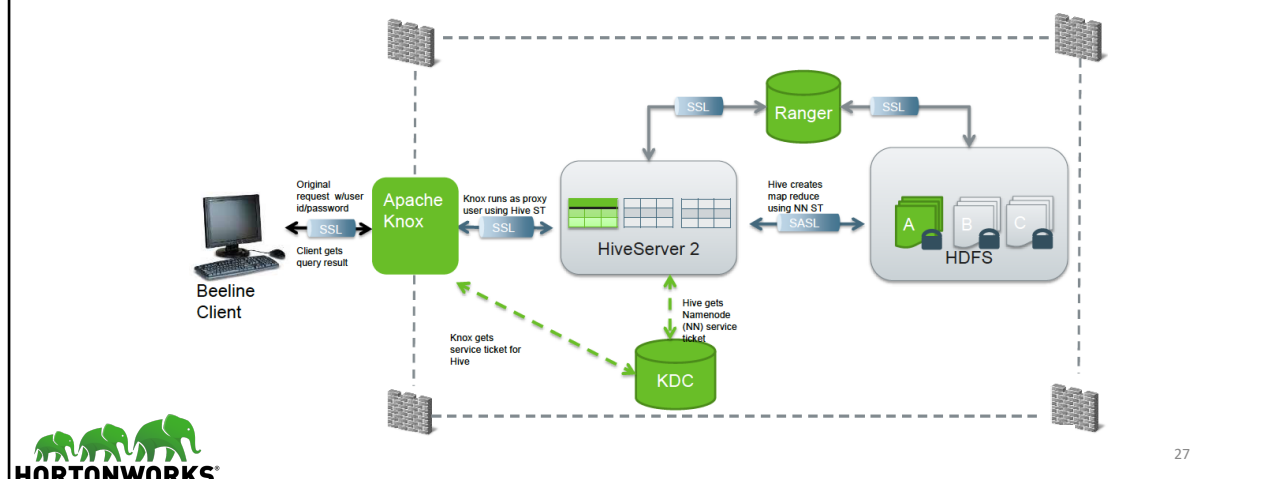 SSL
Ranger
SSL
Original
request w/user
id/password
SSL
Client gets
query result
Beeline
Client
Apache
Knox
Knox runs as proxy
user using Hive ST
SSL
HiveServer 2
Hive creates
map reduce
using NN ST
SASL
A
B
C
HDFS
Hive gets
Namenode
(NN) service
ticket
Knox gets
service ticket for
Hive
KDC
HORTONWORKS®
27